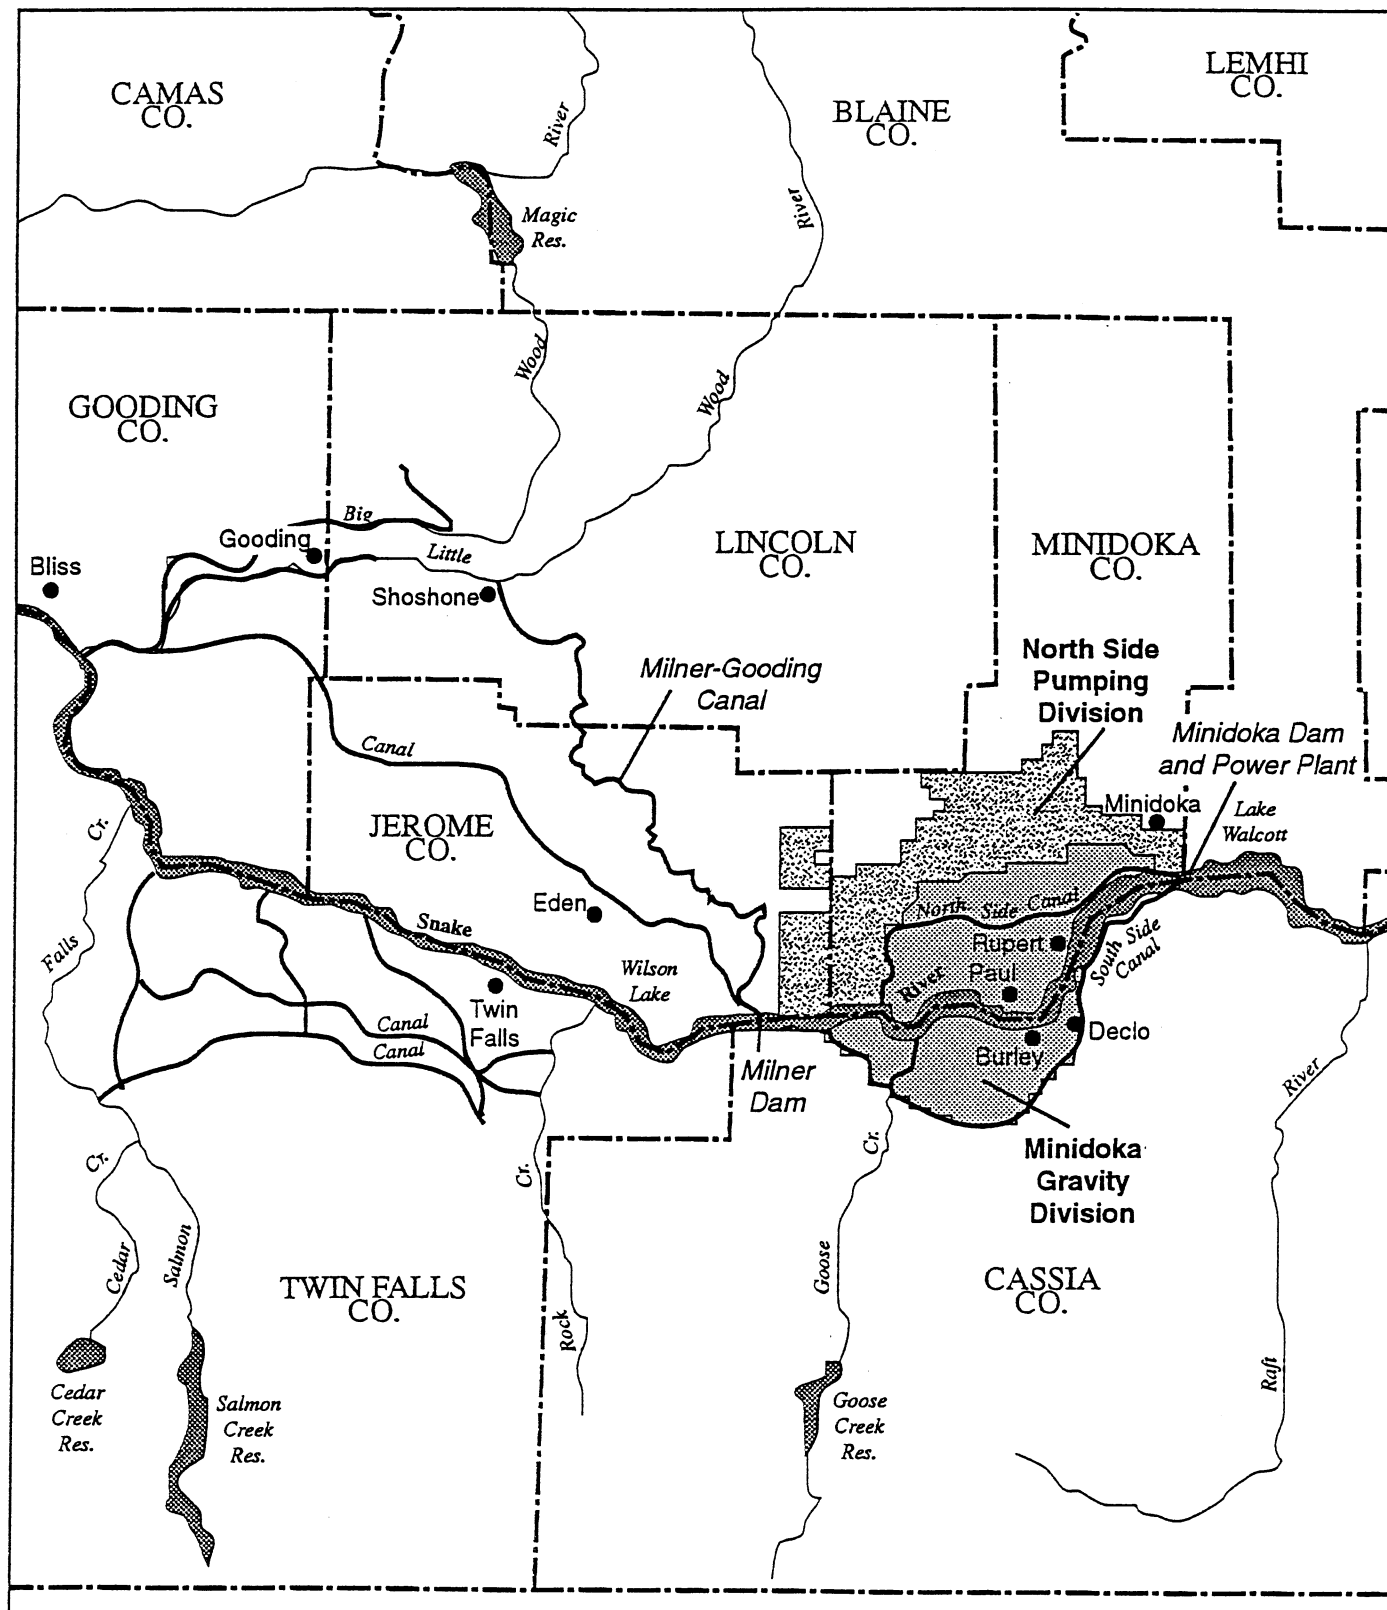 CAMAS
CO.
River
BLAINE
CO.
LEMHI
CO.
River
Magic
Res.
Wood
Wood
GOODING
CO.
Big
Gooding
Little
Bliss
Shoshone
LINCOLN
CO.
MINIDOKA
CO.
Milner-Gooding
Canal
North Side
Pumping
Division
Minidoka Dam
and Power Plant
Canal
Minidoka
Lake
Walcott
Cr.
JEROME
CO.
Eden
North Side Canal
Snake
Rupert
South Side
Canal
Falls
Wilson
Lake
River
Paul
Twin
Falls
Canal
Canal
Declo
Burley
Milner
Dam
River
Cr.
Cr.
Cr.
Minidoka
Gravity
Division
Cedar
Salmon
Goose
TWIN FALLS
CO.
CASSIA
CO.
Rock
Raft
Cedar
Creek
Res.
Salmon
Creek
Res.
Goose
Creek
Res.